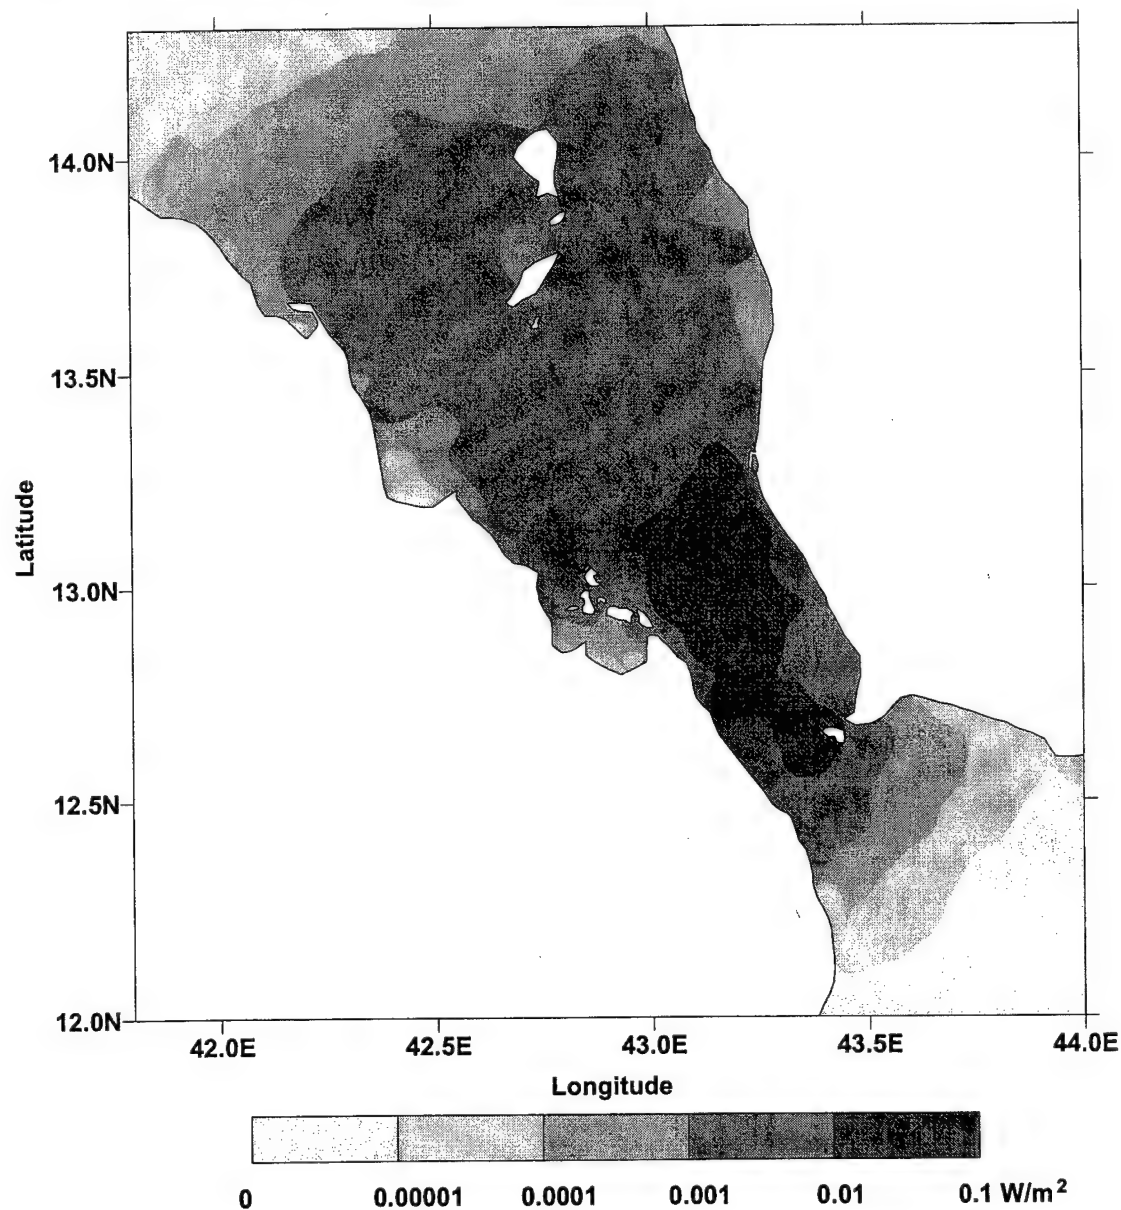 14.0N
13.5N
13.0N
12.5N
12.0N
Latitude
42.0E 42.5E 43.0E 43.5E 44.0E
Longitude
0 0.00001 0.0001 0.001 0.01 0.1 W/m²